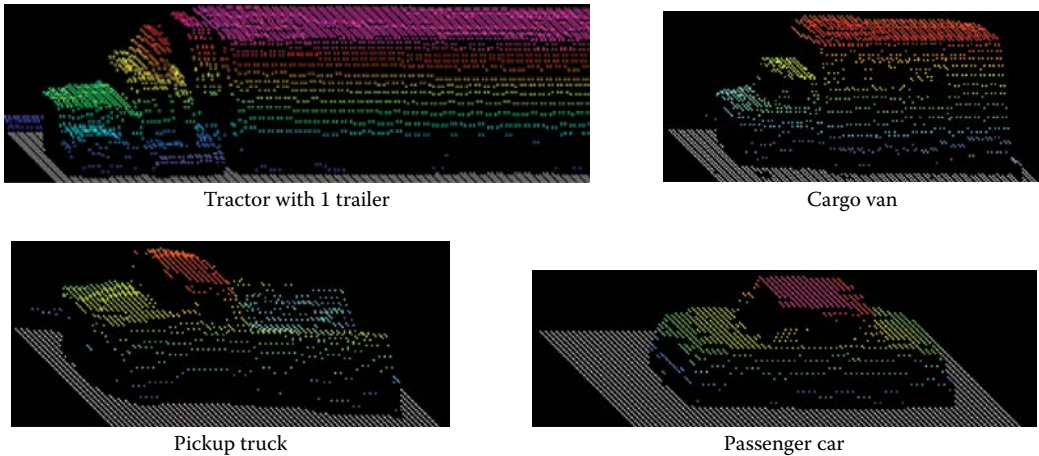 Tractor with 1 trailer
Cargo van
Pickup truck
Passenger car